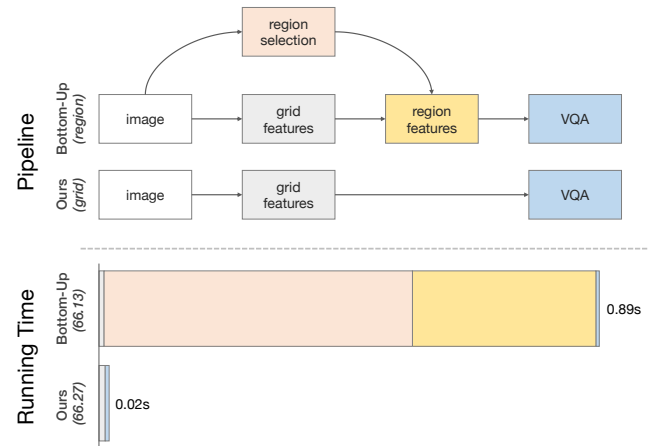 Pipeline
Bottom-Up
(region)
region
selection
image
grid
features
region
features
VQA
Ours
(grid)
image
grid
features
VQA
Running Time
Bottom-Up
(66.13)
0.89s
Ours
(66.27)
0.02s